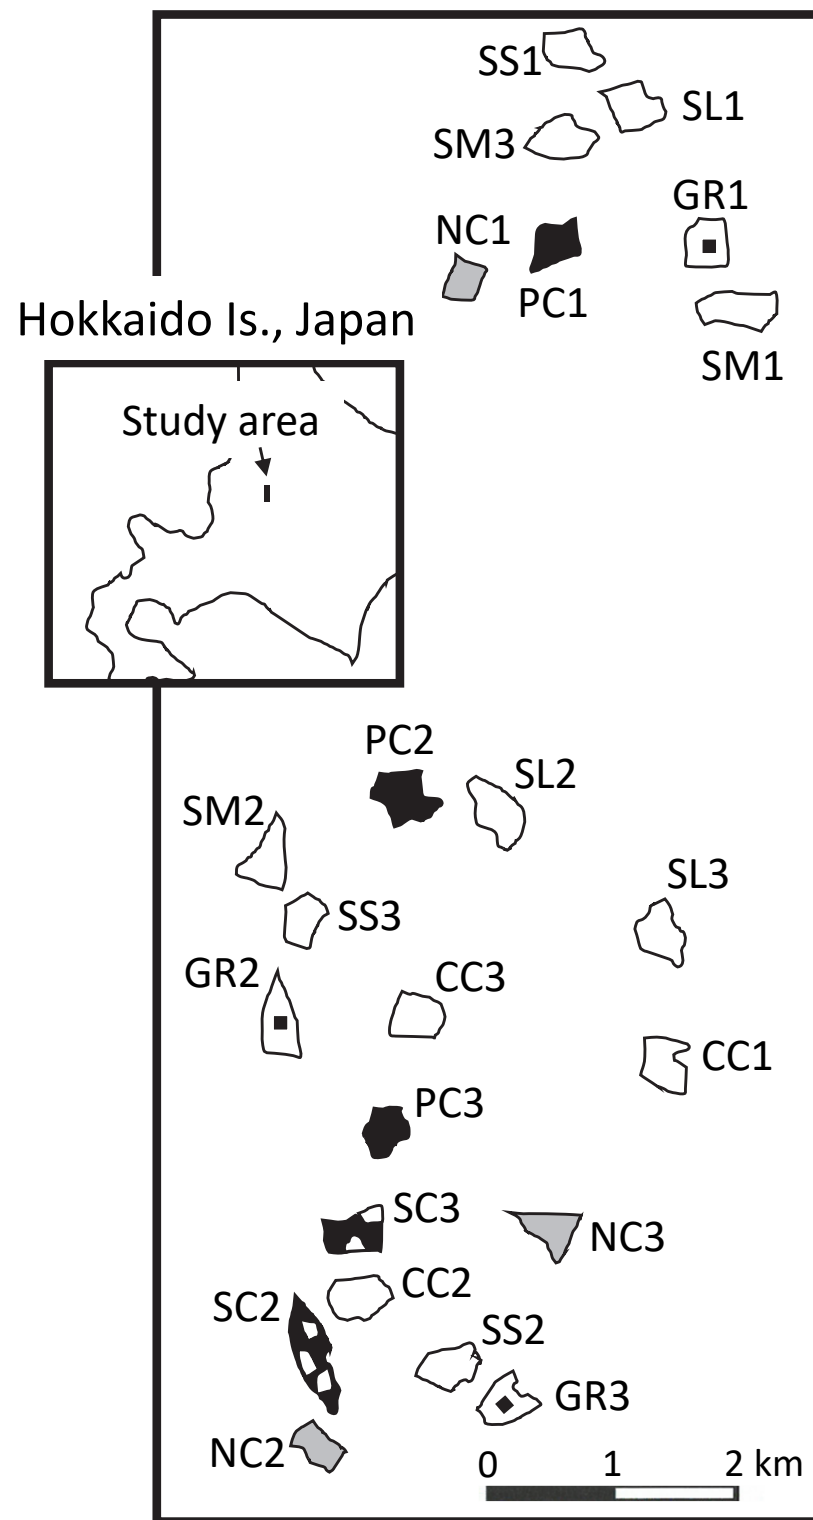 SS1
SL1
SM3
GR1
NC1
PC1
SM1
Hokkaido Is., Japan
Study area
PC2
SL2
SM2
SL3
SS3
GR2
CC3
CC1
PC3
SC3
NC3
CC2
SC2
SS2
GR3
NC2
0 1 2 km